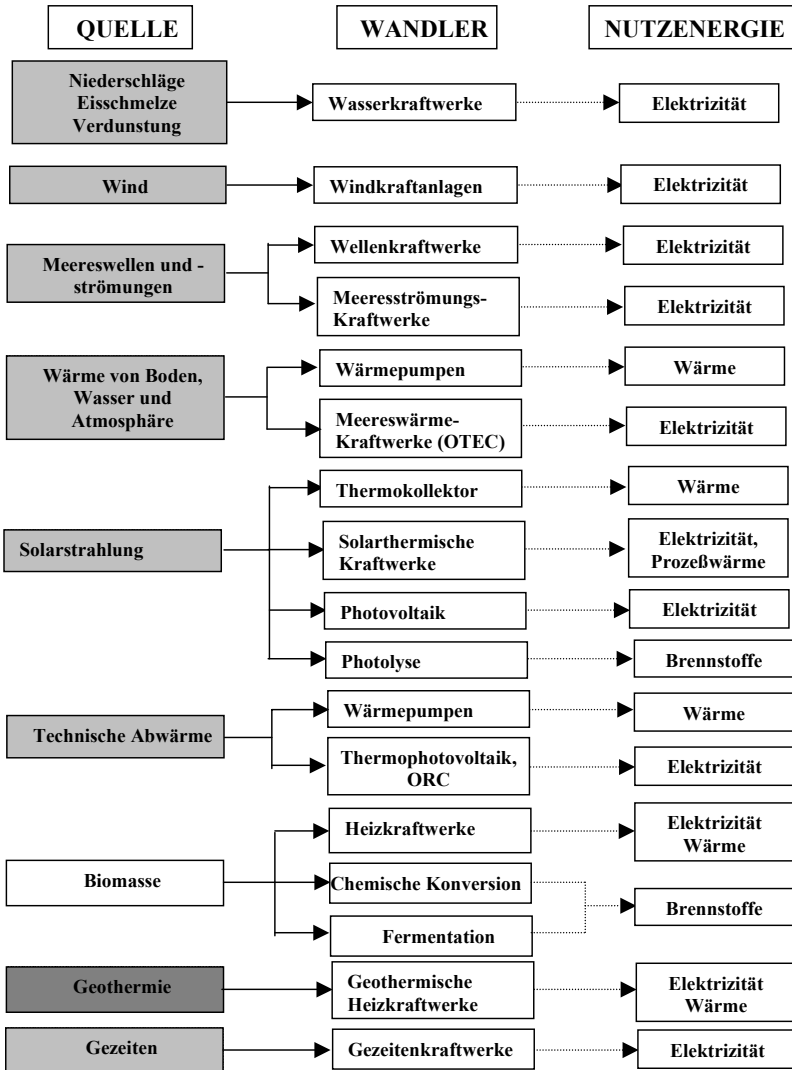 QUELLE
WANDLER
NUTZENERGIE
Niederschläge
Eisschmelze
Verdunstung
Wasserkraftwerke
Elektrizität
Wind
Windkraftanlagen
Elektrizität
Meereswellen und -
strömungen
Wellenkraftwerke
Elektrizität
Meeresströmungs-
Kraftwerke
Elektrizität
Wärme von Boden,
Wasser und
Atmosphäre
Wärmepumpen
Wärme
Meereswärme-
Kraftwerke (OTEC)
Elektrizität
Solarstrahlung
Thermokollektor
Wärme
Solarthermische
Kraftwerke
Elektrizität,
Prozeßwärme
Photovoltaik
Elektrizität
Photolyse
Brennstoffe
Technische Abwärme
Wärmepumpen
Wärme
Thermophotovoltaik,
ORC
Elektrizität
Biomasse
Heizkraftwerke
Elektrizität
Wärme
Chemische Konversion
Fermentation
Brennstoffe
Geothermie
Geothermische
Heizkraftwerke
Elektrizität
Wärme
Gezeiten
Gezeitenkraftwerke
Elektrizität